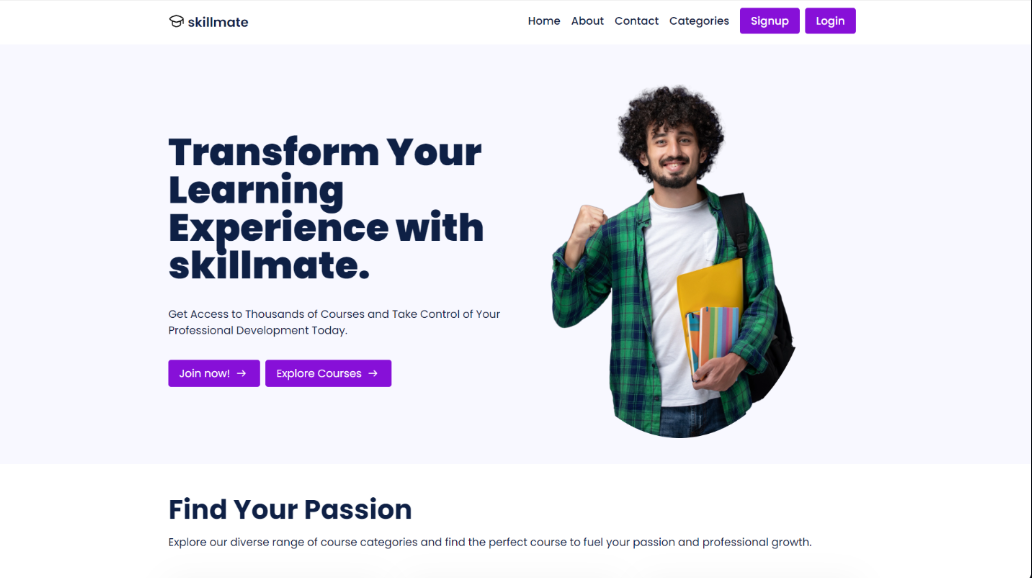 skillmate
Home About Contact Categories Signup Login
Transform Your
Learning
Experience with
skillmate.
Get Access to Thousands of Courses and Take Control of Your
Professional Development Today.
Join now! → Explore Courses →
Find Your Passion
Explore our diverse range of course categories and find the perfect course to fuel your passion and professional growth.